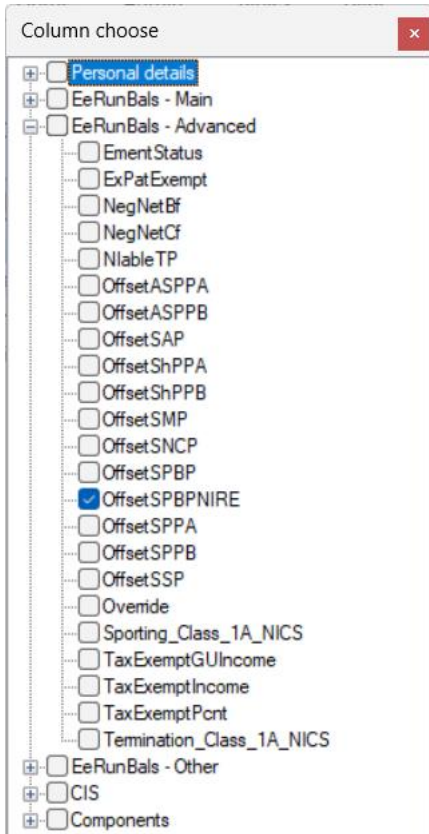 Column choose
Personal details
EeRunBals - Main
EeRunBals - Advanced
EmentStatus
ExPatExempt
NegNetBf
NegNetCf
NIableTP
OffsetASPPA
OffsetASPPB
OffsetSAP
OffsetShPPA
OffsetShPPB
OffsetSMP
OffsetSNCP
OffsetSPBP
OffsetSPBPNIRE
OffsetSPPA
OffsetSPPB
OffsetSSP
Override
Sporting_Class_1A_NICS
TaxExemptGUIncome
TaxExemptIncome
TaxExemptPcnt
Termination_Class_1A_NICS
EeRunBals - Other
CIS
Components